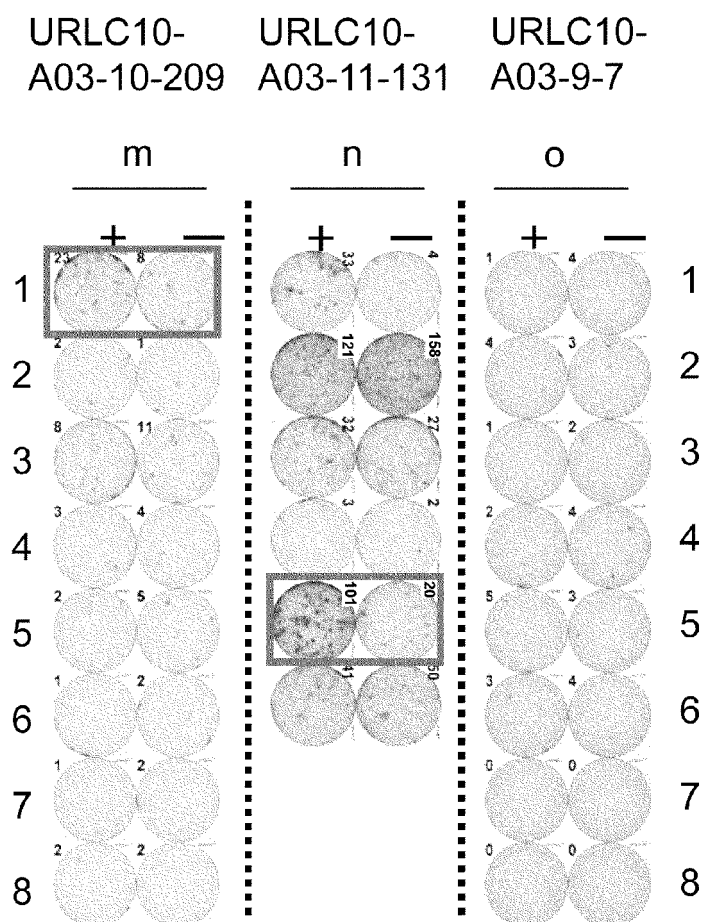 URLC10-
A03-10-209
URLC10-
A03-11-131
URLC10-
A03-9-7
m
n
o
+ — + — + —
1 23 8 33 4 1 4 1
2 2 1 121 158 4 3 2
3 8 11 32 27 1 2 3
4 3 4 3 2 2 4 4
5 2 5 101 20 5 3 5
6 1 2 41 50 3 4 6
7 1 2 0 0 7
8 2 2 0 0 8